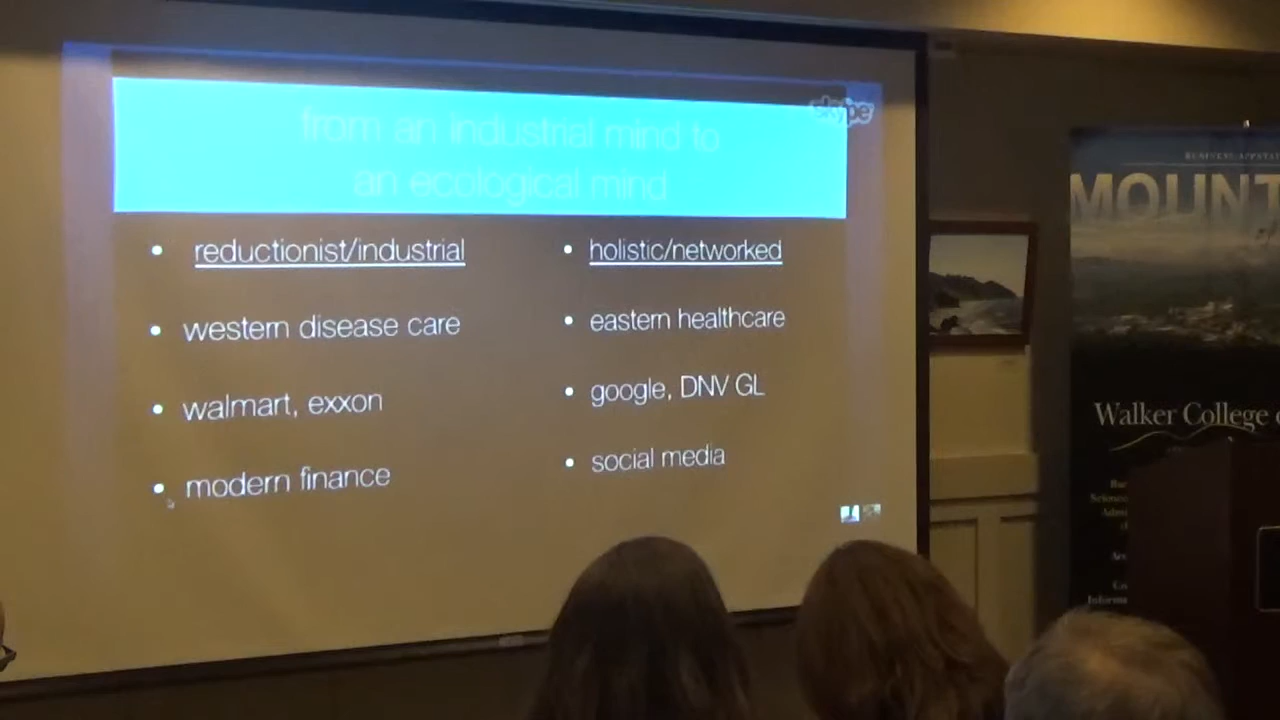 from an industrial mind to
an ecological mind
skype
reductionist/industrial
western disease care
walmart, exxon
modern finance
holistic/networked
eastern healthcare
google, DNV GL
social media
MOUNT
Walker College